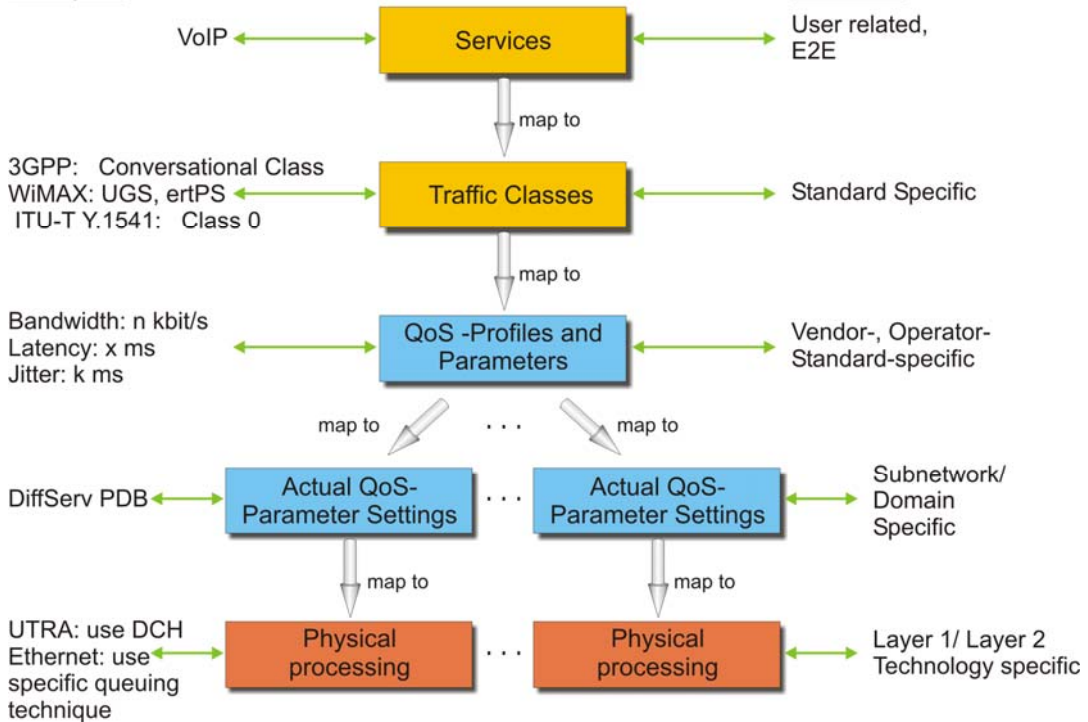 VoIP
Services
User related,
E2E
map to
3GPP:   Conversational Class
WiMAX: UGS, ertPS
ITU-T Y.1541:   Class 0
Traffic Classes
Standard Specific
map to
Bandwidth: n kbit/s
Latency: x ms
Jitter: k ms
QoS -Profiles and
Parameters
Vendor-, Operator-
Standard-specific
map to
. . .
map to
DiffServ PDB
Actual QoS-
Parameter Settings
. . .
Actual QoS-
Parameter Settings
Subnetwork/
Domain
Specific
map to
map to
UTRA: use DCH
Ethernet: use
specific queuing
technique
Physical
processing
. . .
Physical
processing
Layer 1/ Layer 2
Technology specific